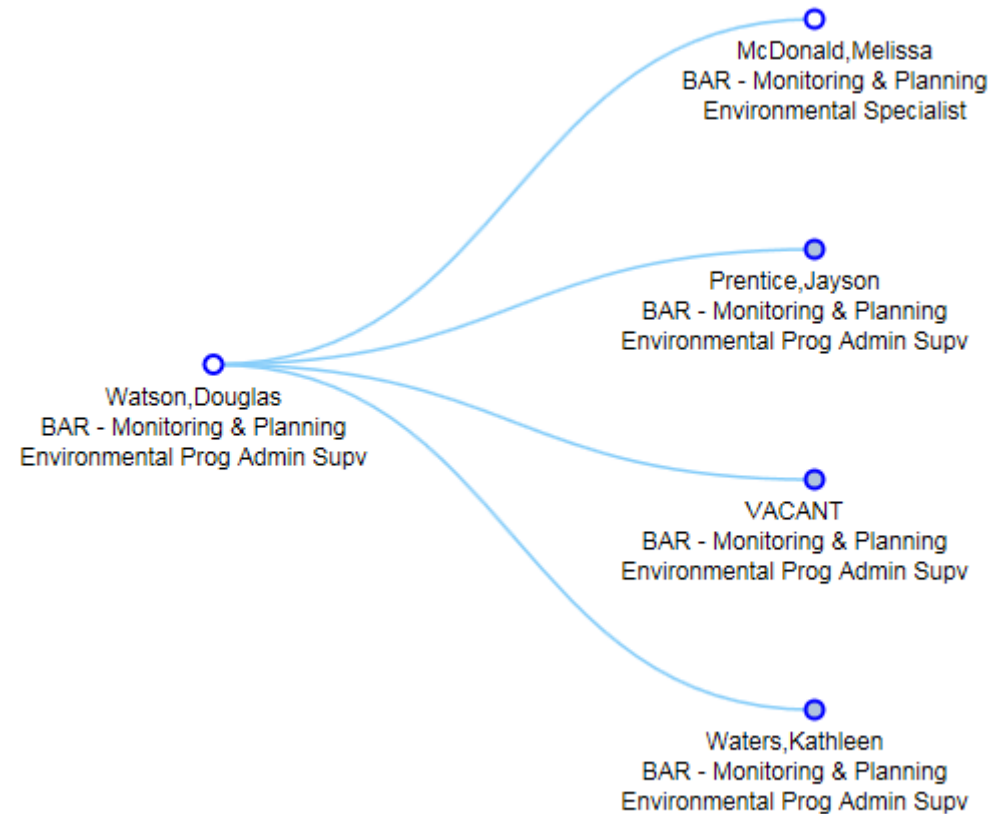 McDonald,Melissa
BAR - Monitoring & Planning
Environmental Specialist
Prentice,Jayson
BAR - Monitoring & Planning
Environmental Prog Admin Supv
Watson,Douglas
BAR - Monitoring & Planning
Environmental Prog Admin Supv
VACANT
BAR - Monitoring & Planning
Environmental Prog Admin Supv
Waters,Kathleen
BAR - Monitoring & Planning
Environmental Prog Admin Supv